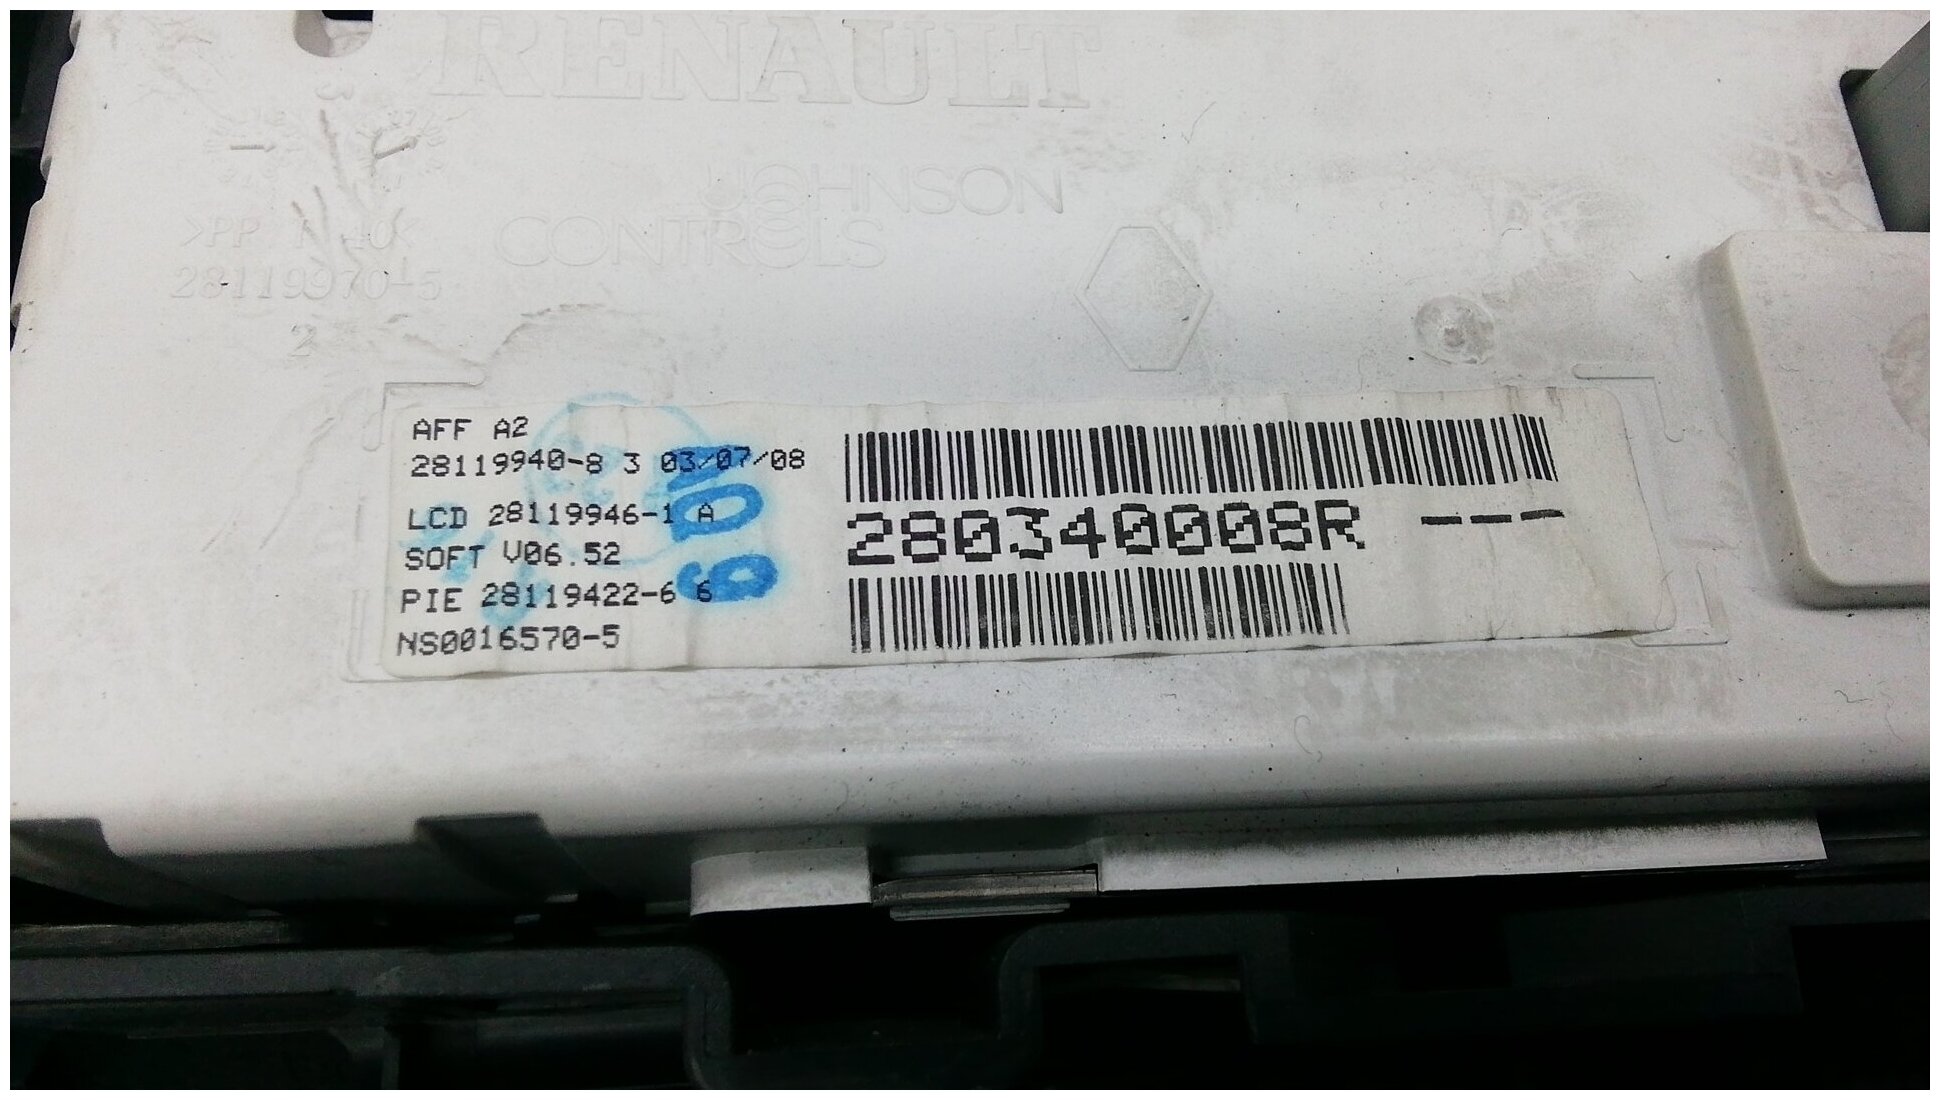 RENAULT
JOHNSON
CONTROLS
28119970-5
2
AFF A2
28119940-8 3 03/07/08
LCD 28119946-1 A
SOFT V06.52
PIE 28119422-6 6
NS0016570-5
280340008R ---